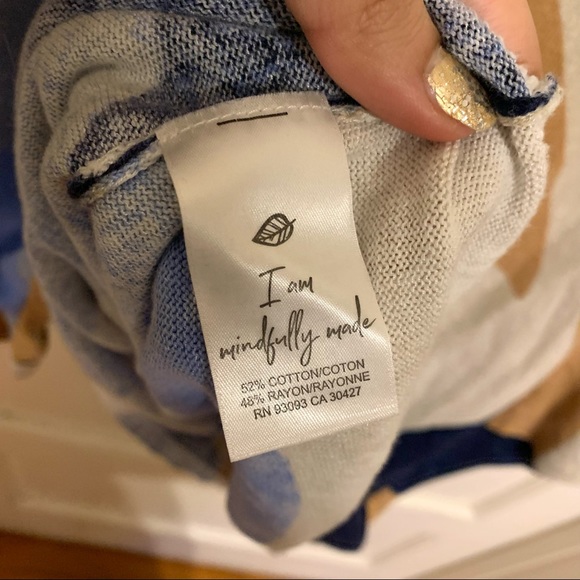 I am
mindfully made
52% COTTON/COTON
48% RAYON/RAYONNE
RN 93093 CA 30427